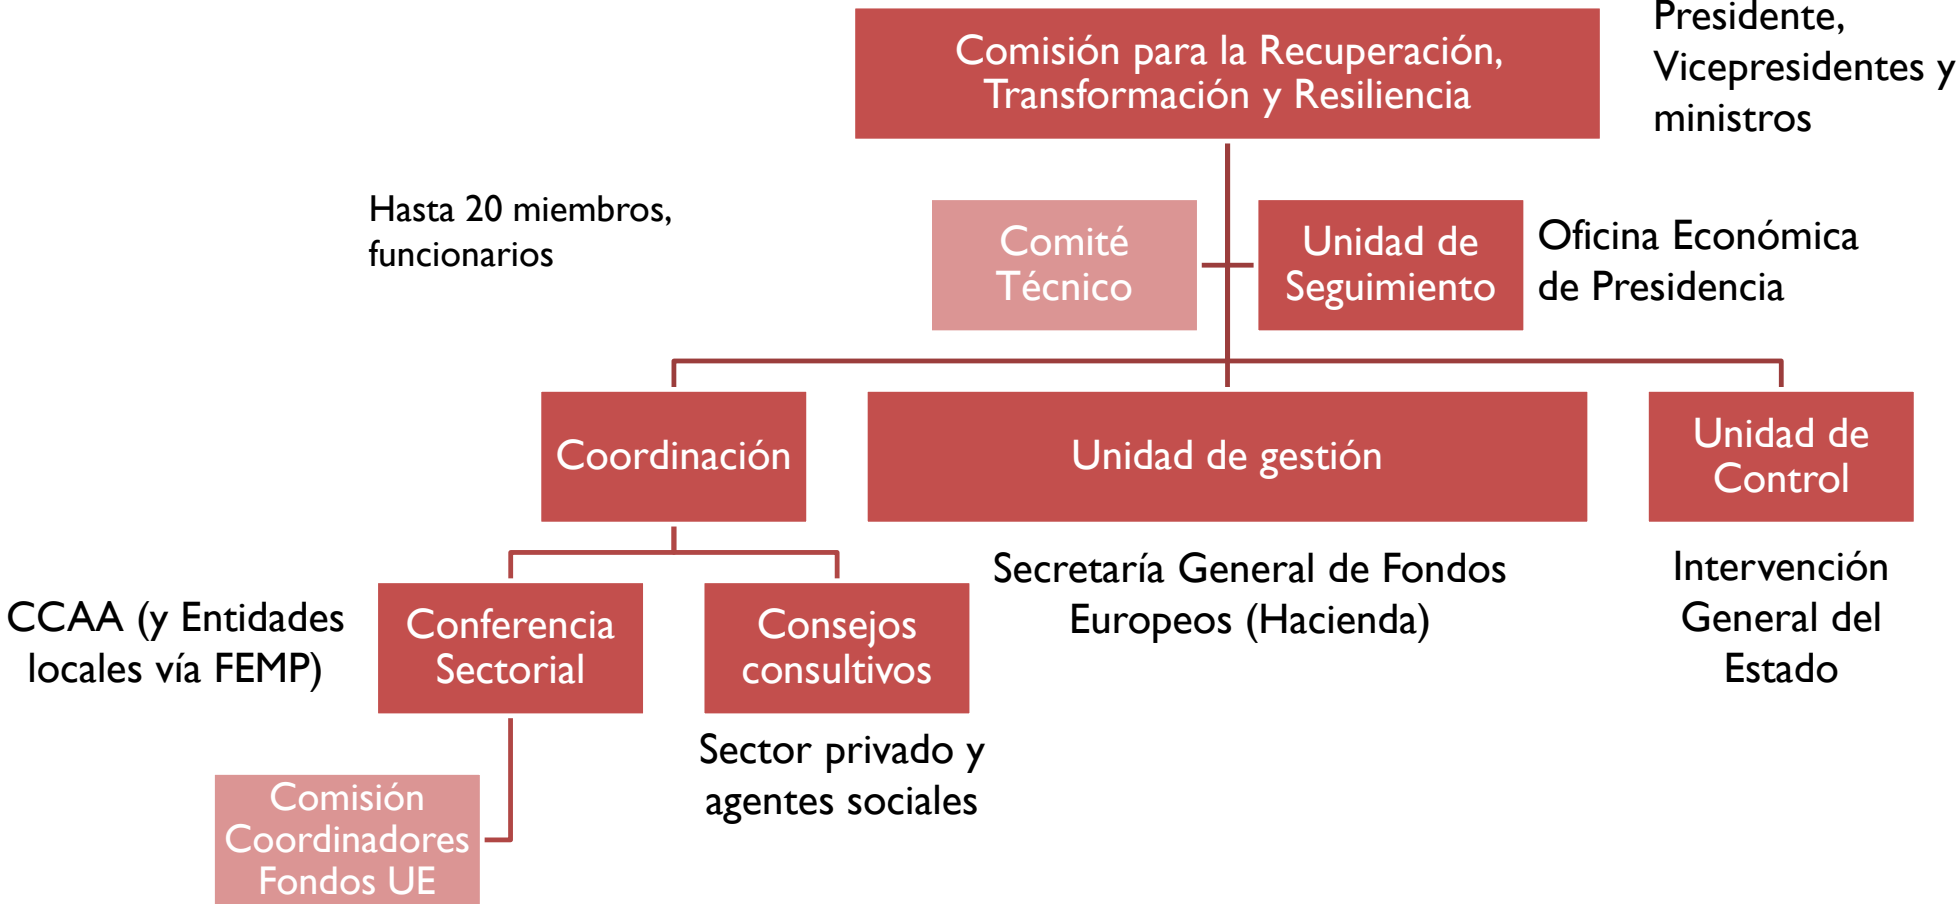 Comisión para la Recuperación,
Transformación y Resiliencia
Presidente,
Vicepresidentes y
ministros
Hasta 20 miembros,
funcionarios
Comité
Técnico
Unidad de
Seguimiento
Oficina Económica
de Presidencia
Coordinación
Unidad de gestión
Unidad de
Control
Secretaría General de Fondos
Europeos (Hacienda)
Intervención
General del
Estado
CCAA (y Entidades
locales vía FEMP)
Conferencia
Sectorial
Consejos
consultivos
Sector privado y
agentes sociales
Comisión
Coordinadores
Fondos UE